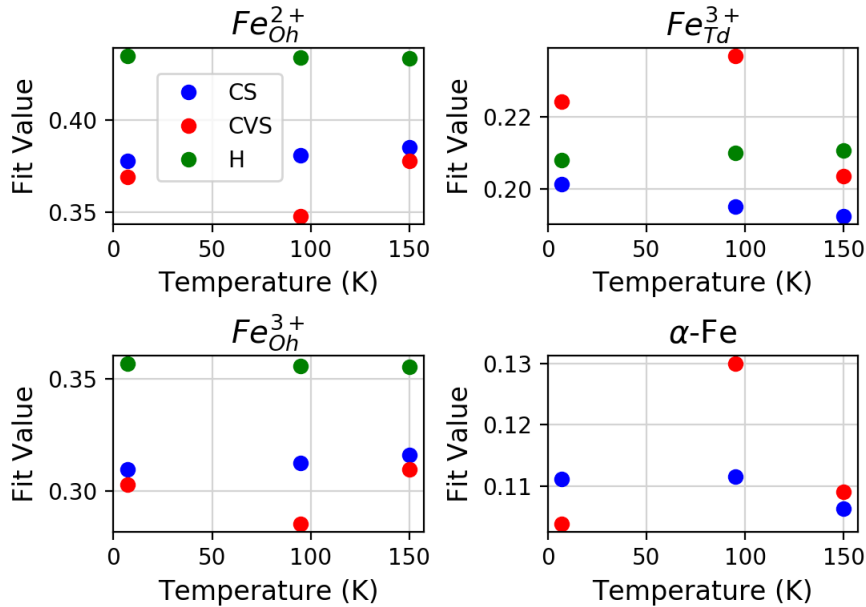 Fe²⁺Oh
Fit Value
0.40
0.35
CS
CVS
H
0 50 100 150
Temperature (K)
Fe³⁺Td
Fit Value
0.22
0.20
0 50 100 150
Temperature (K)
Fe³⁺Oh
Fit Value
0.35
0.30
0 50 100 150
Temperature (K)
α-Fe
Fit Value
0.13
0.12
0.11
0 50 100 150
Temperature (K)